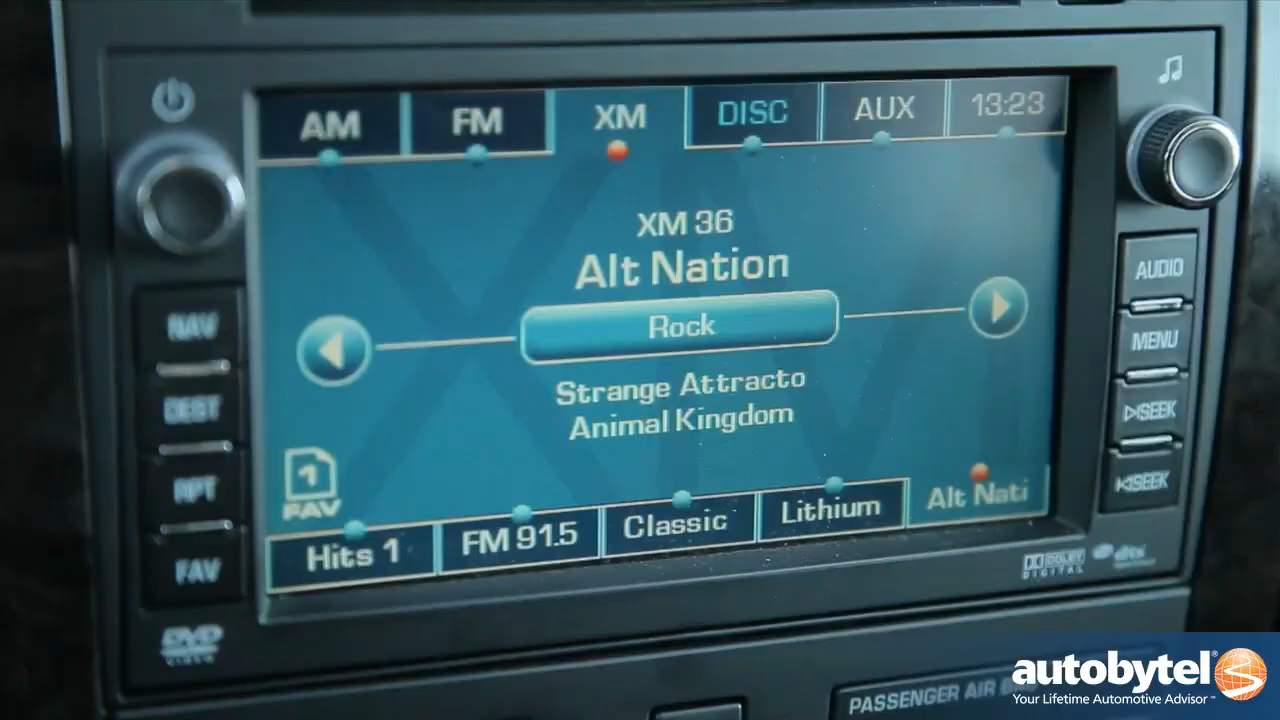 AM FM XM DISC AUX 13:23
XM 36
Alt Nation
Rock
Strange Attracto
Animal Kingdom
1
FAV
Hits 1 FM 91.5 Classic Lithium Alt Nati
NAV
DEST
RPT
FAV
DVD
VIDEO
AUDIO
MENU
SEEK
SEEK
DOLBY
DIGITAL
dts
PASSENGER AIR
autobytel®
Your Lifetime Automotive Advisor™